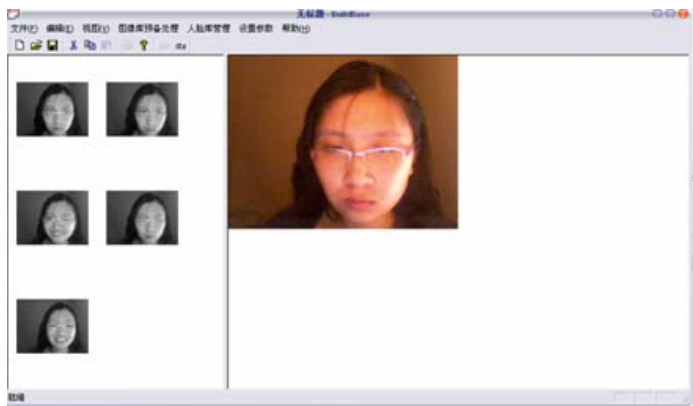 无标题 - BuildBase
文件(F) 编辑(E) 视图(V) 图像库预备处理 人脸库管理 设置参数 帮助(H)
就绪